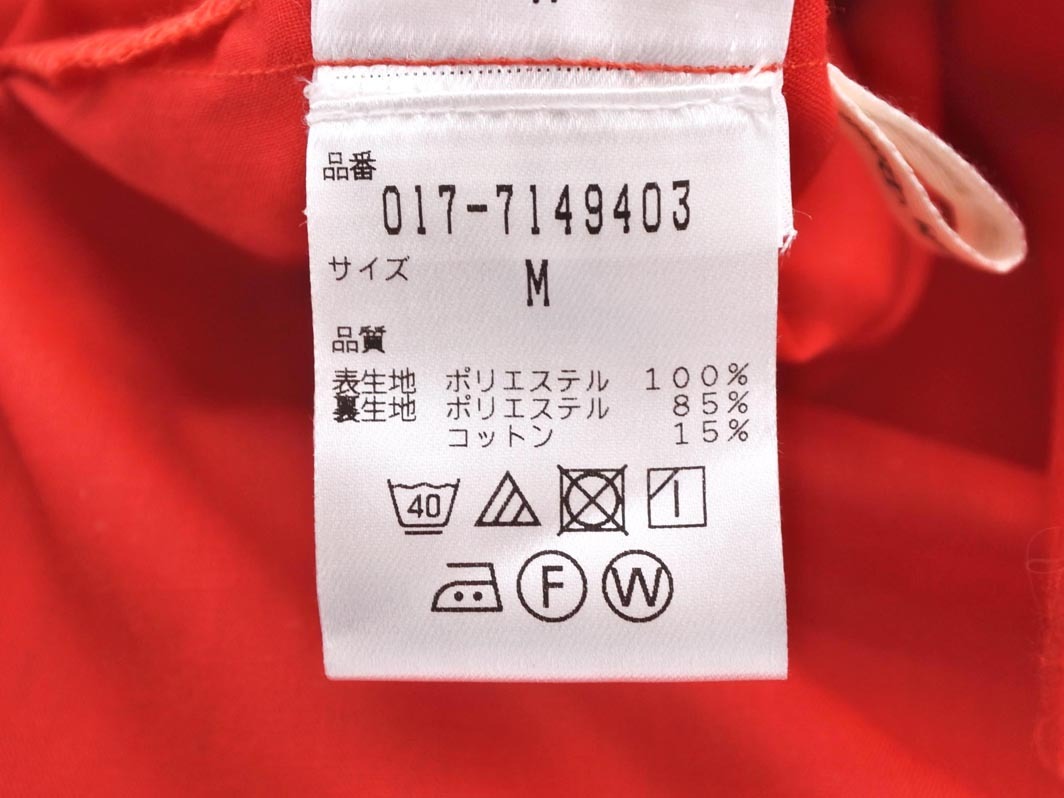 品番
017-7149403
サイズ
M
品質
表生地 ポリエステル 100%
裏生地 ポリエステル 85%
コットン 15%
40
F W